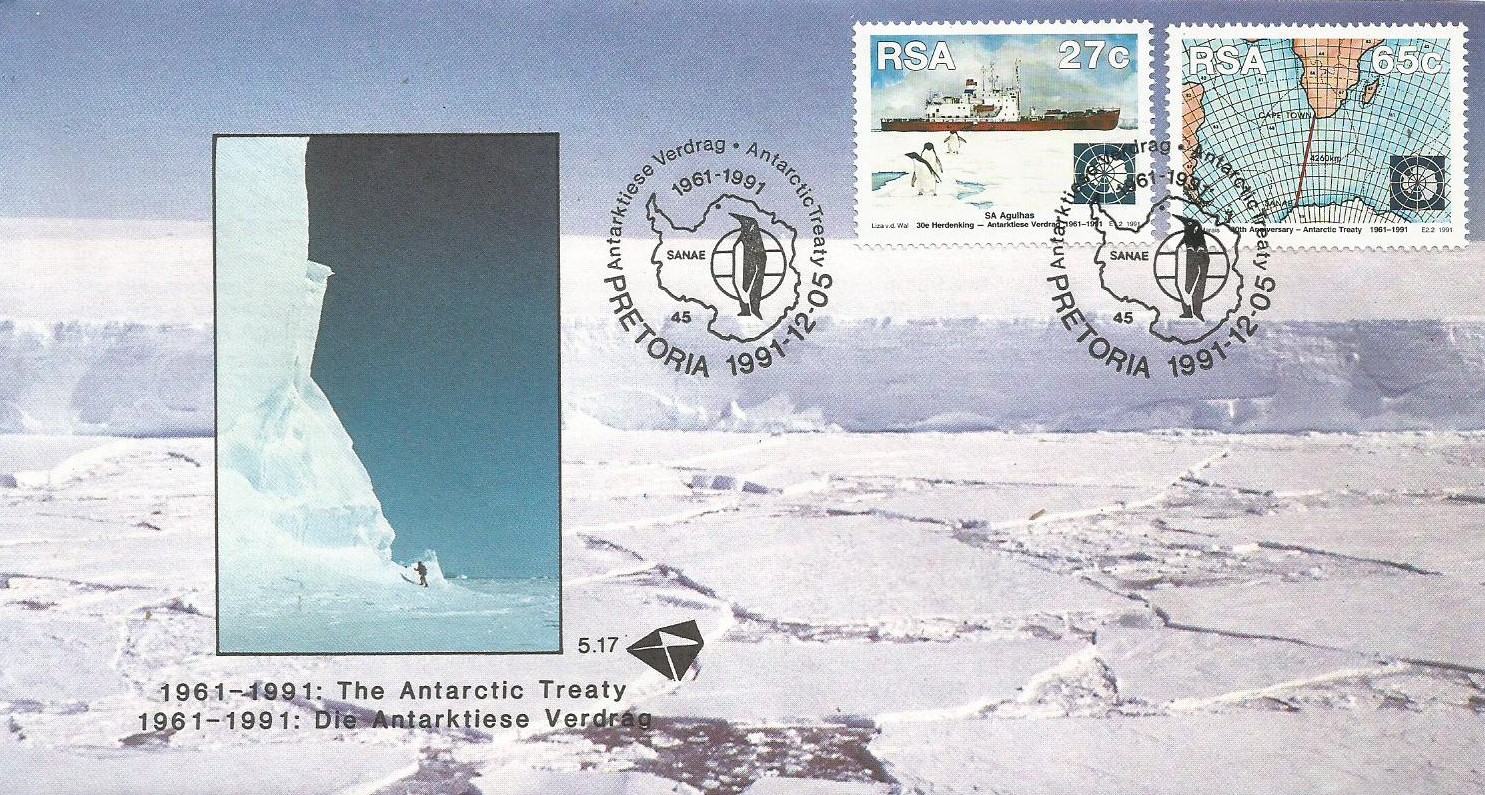 RSA 27c
SA Agulhas
Liza v.d. Wal 30e Herdenking – Antarktiese Verdrag 1961–1991 E5.2 1991
RSA 65c
CAPE TOWN
4260km
SANAE
Anniversary – Antarctic Treaty 1961–1991 E2.2 1991
Antarktiese Verdrag • Antarctic Treaty
1961-1991
SANAE
45
PRETORIA 1991-12-05
Antarktiese Verdrag • Antarctic Treaty
1961-1991
SANAE
45
PRETORIA 1991-12-05
5.17
1961–1991: The Antarctic Treaty
1961–1991: Die Antarktiese Verdrag